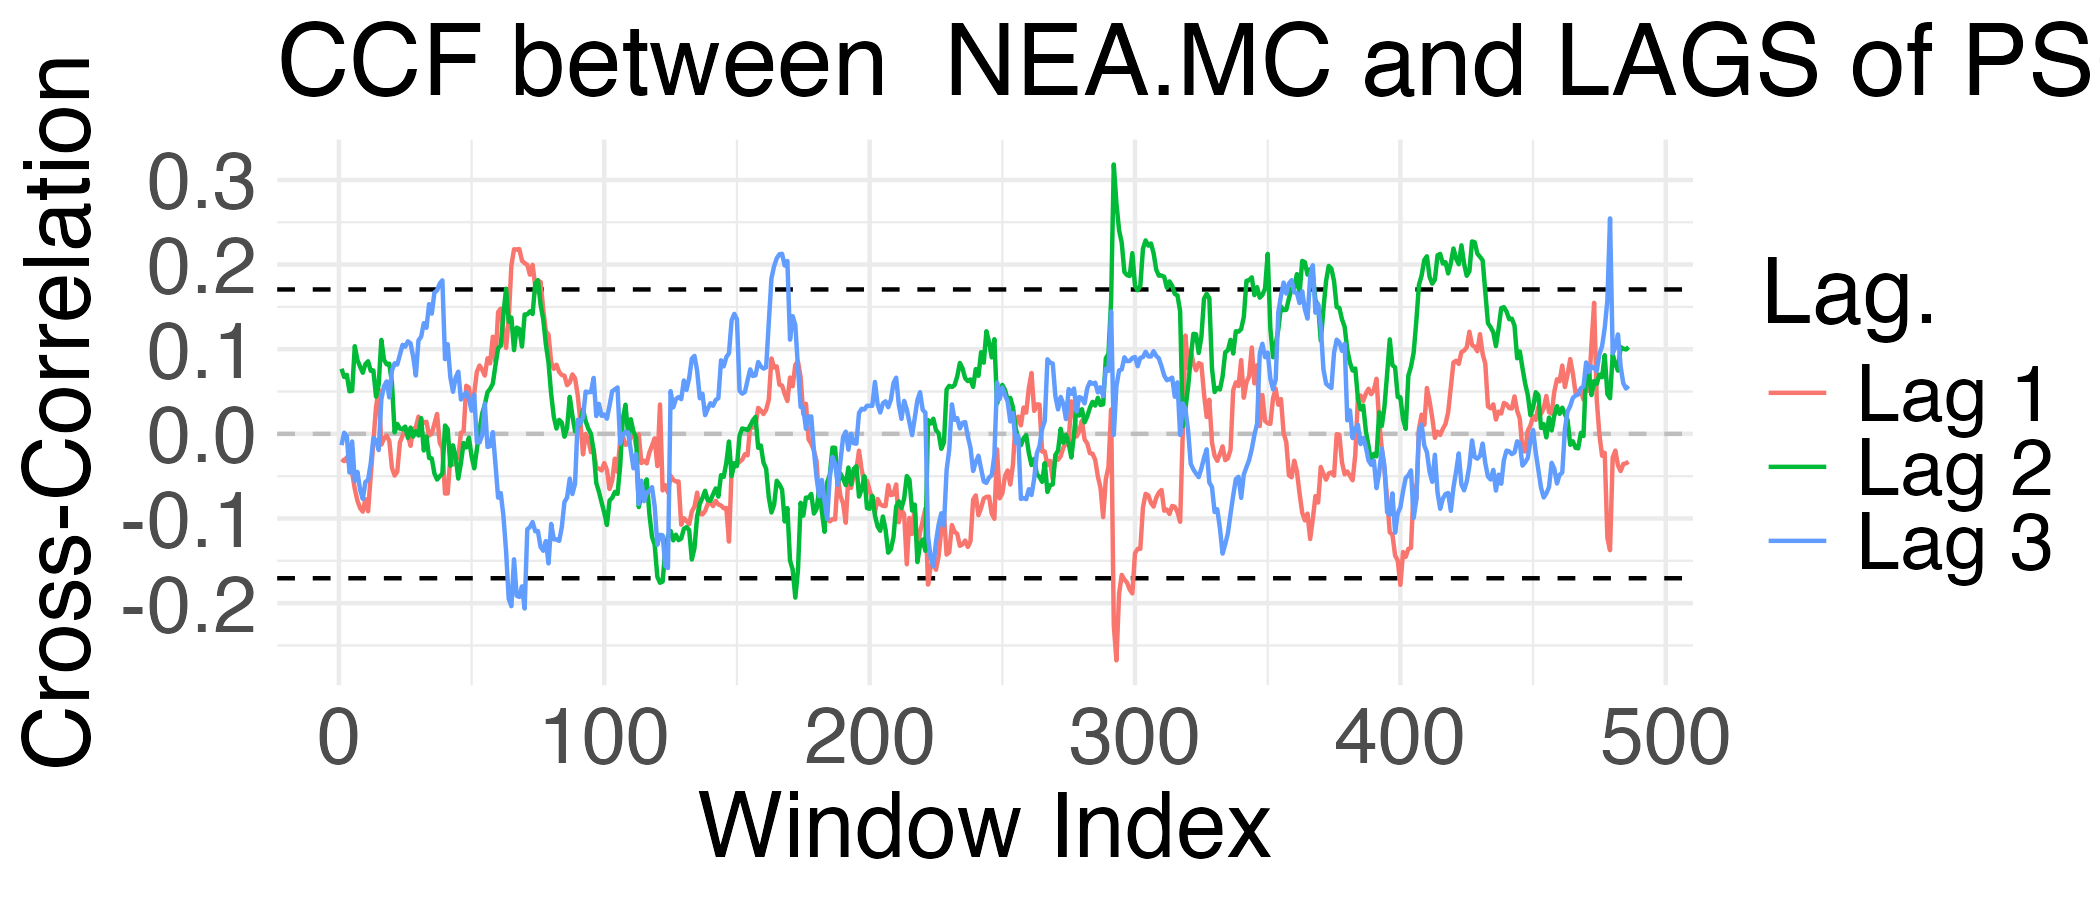 CCF between  NEA.MC and LAGS of PS
Cross-Correlation
0.3
0.2
0.1
0.0
-0.1
-0.2
0 100 200 300 400 500
Window Index
Lag.
Lag 1
Lag 2
Lag 3